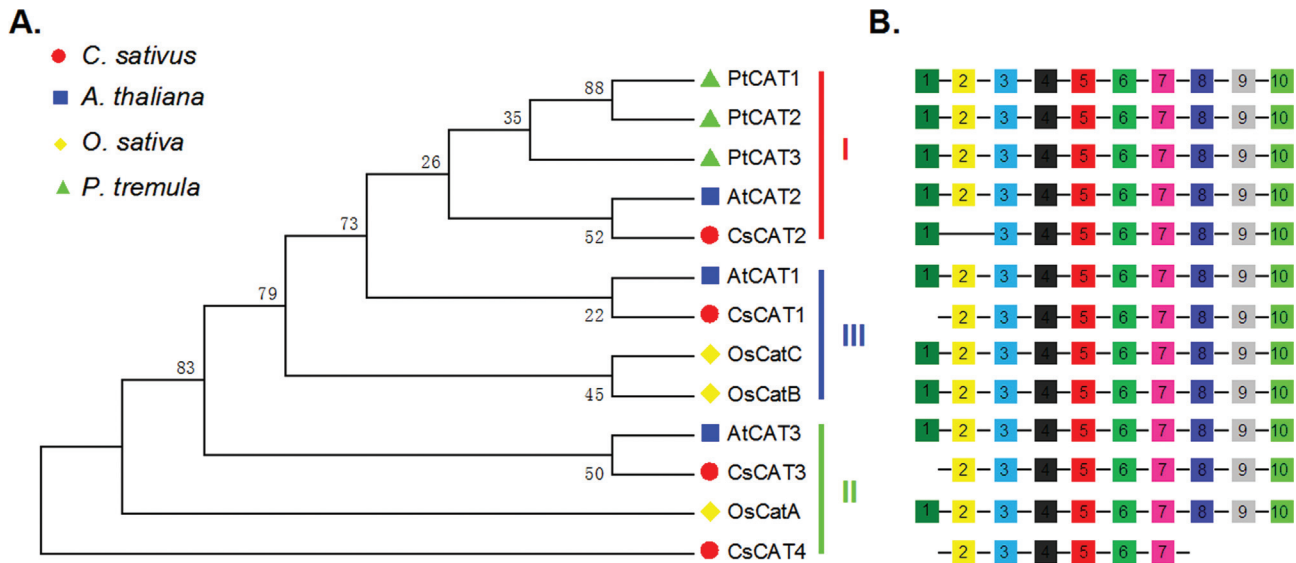 A.
B.
C. sativus
A. thaliana
O. sativa
P. tremula
88
35
26
73
52
79
22
83
45
50
PtCAT1
PtCAT2
PtCAT3
AtCAT2
CsCAT2
AtCAT1
CsCAT1
OsCatC
OsCatB
AtCAT3
CsCAT3
OsCatA
CsCAT4
I
III
II
1 2 3 4 5 6 7 8 9 10
1 2 3 4 5 6 7 8 9 10
1 2 3 4 5 6 7 8 9 10
1 2 3 4 5 6 7 8 9 10
1 3 4 5 6 7 8 9 10
1 2 3 4 5 6 7 8 9 10
2 3 4 5 6 7 8 9 10
1 2 3 4 5 6 7 8 9 10
1 2 3 4 5 6 7 8 9 10
1 2 3 4 5 6 7 8 9 10
2 3 4 5 6 7 8 9 10
1 2 3 4 5 6 7 8 9 10
2 3 4 5 6 7